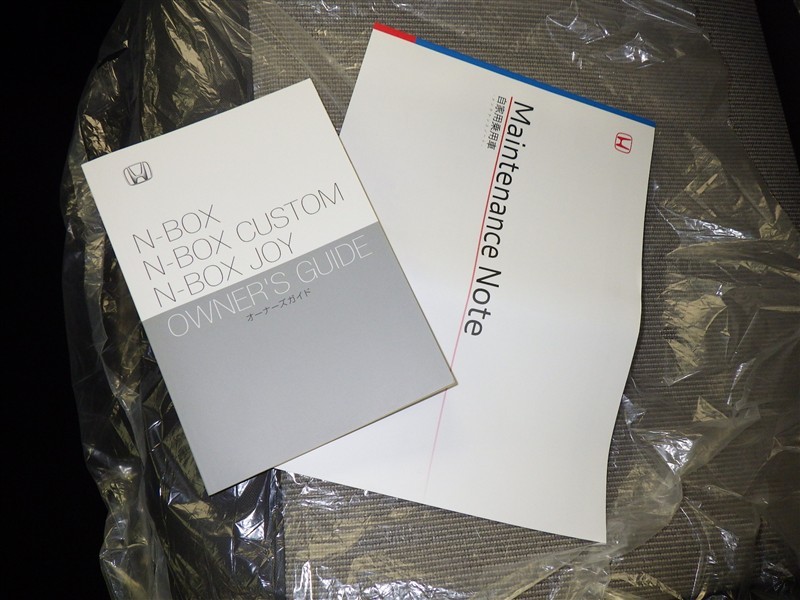 N-BOX
N-BOX CUSTOM
N-BOX JOY
OWNER'S GUIDE
オーナーズガイド
Maintenance Note
自家用乗用車